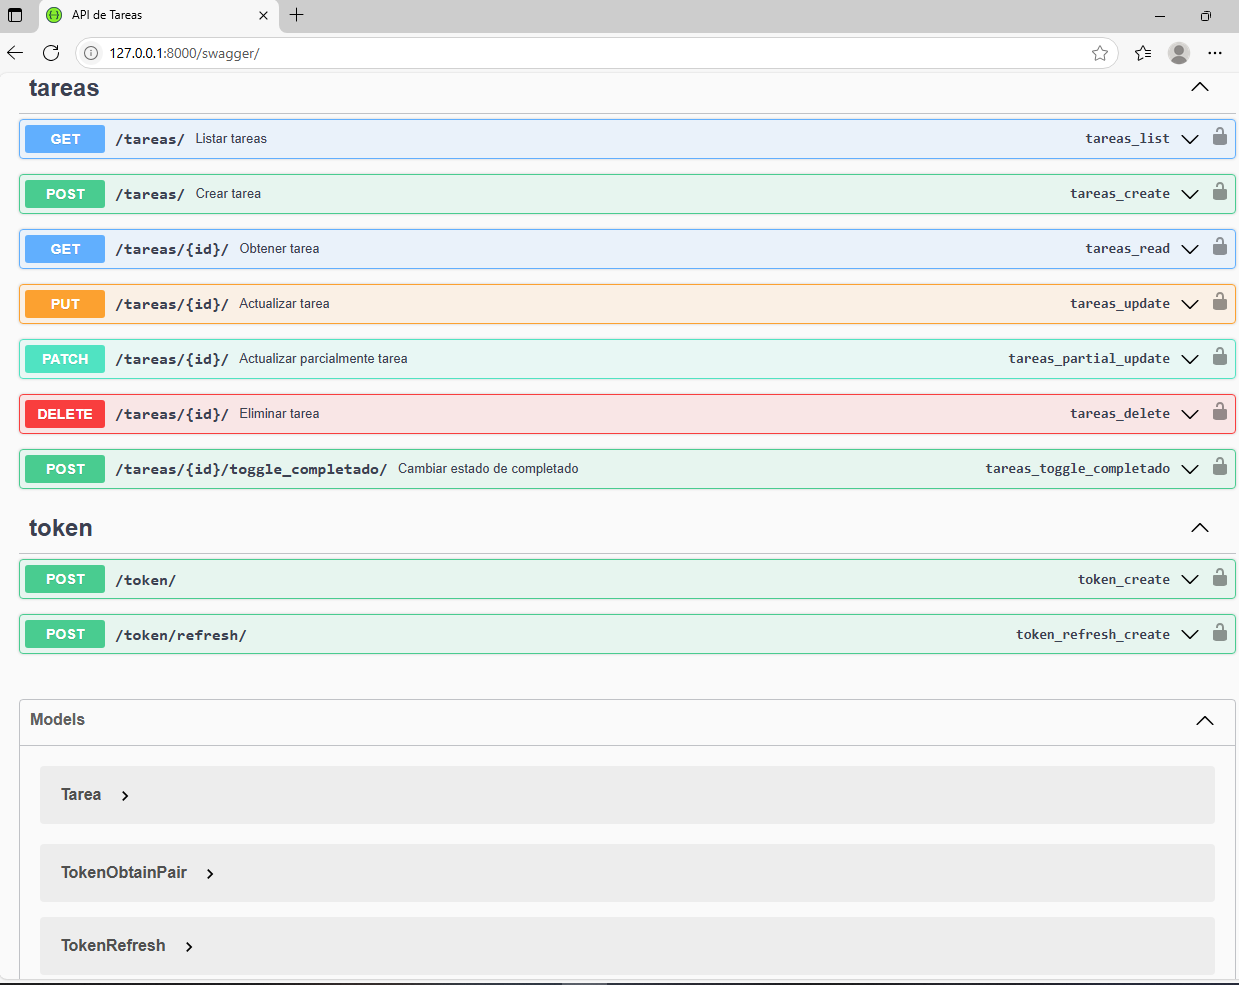 API de Tareas
127.0.0.1:8000/swagger/
tareas
GET /tareas/ Listar tareas tareas_list
POST /tareas/ Crear tarea tareas_create
GET /tareas/{id}/ Obtener tarea tareas_read
PUT /tareas/{id}/ Actualizar tarea tareas_update
PATCH /tareas/{id}/ Actualizar parcialmente tarea tareas_partial_update
DELETE /tareas/{id}/ Eliminar tarea tareas_delete
POST /tareas/{id}/toggle_completado/ Cambiar estado de completado tareas_toggle_completado
token
POST /token/ token_create
POST /token/refresh/ token_refresh_create
Models
Tarea
TokenObtainPair
TokenRefresh